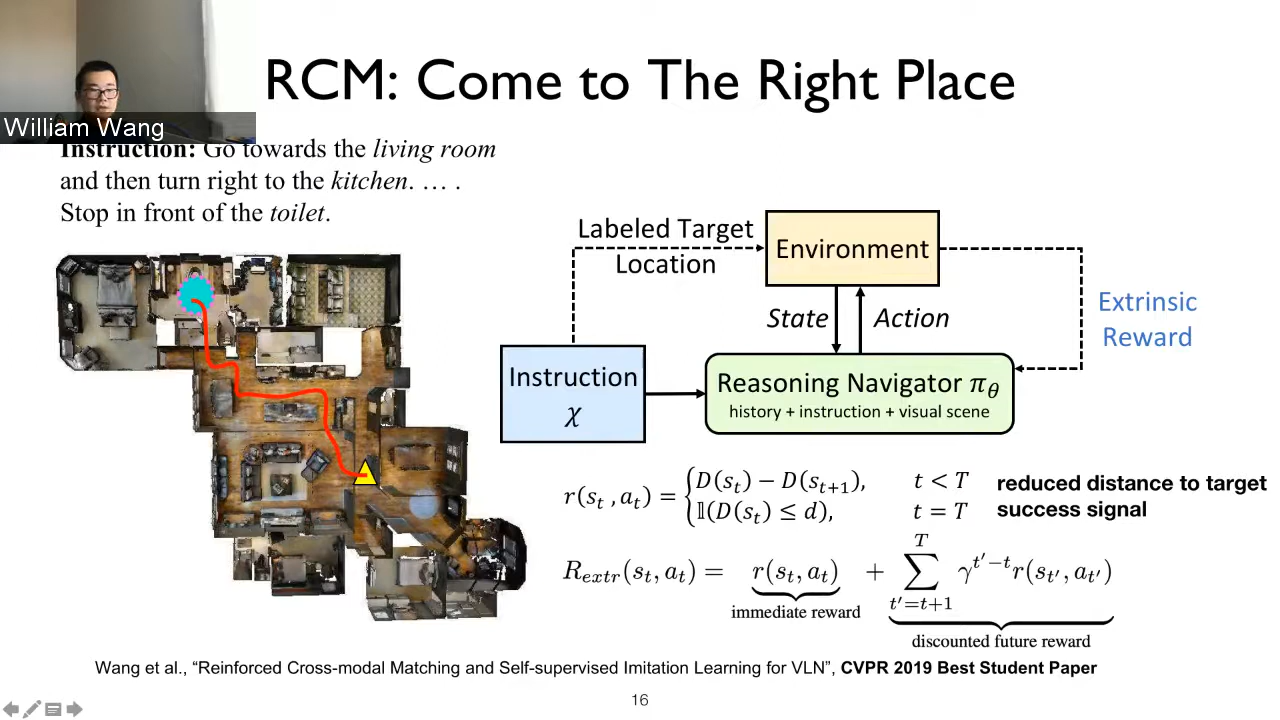 RCM: Come to The Right Place
William Wang
Instruction: Go towards the living room
and then turn right to the kitchen. … .
Stop in front of the toilet.
Labeled Target
Location
Environment
State
Action
Extrinsic
Reward
Instruction
χ
Reasoning Navigator π_θ
history + instruction + visual scene
r(s_t , a_t) = { D(s_t) − D(s_{t+1}), t < T reduced distance to target
𝕀(D(s_t) ≤ d), t = T success signal
R_{extr}(s_t, a_t) = r(s_t, a_t) + \sum_{t'=t+1}^{T} γ^{t'−t} r(s_{t'}, a_{t'})
immediate reward
discounted future reward
Wang et al., “Reinforced Cross-modal Matching and Self-supervised Imitation Learning for VLN”, CVPR 2019 Best Student Paper
16